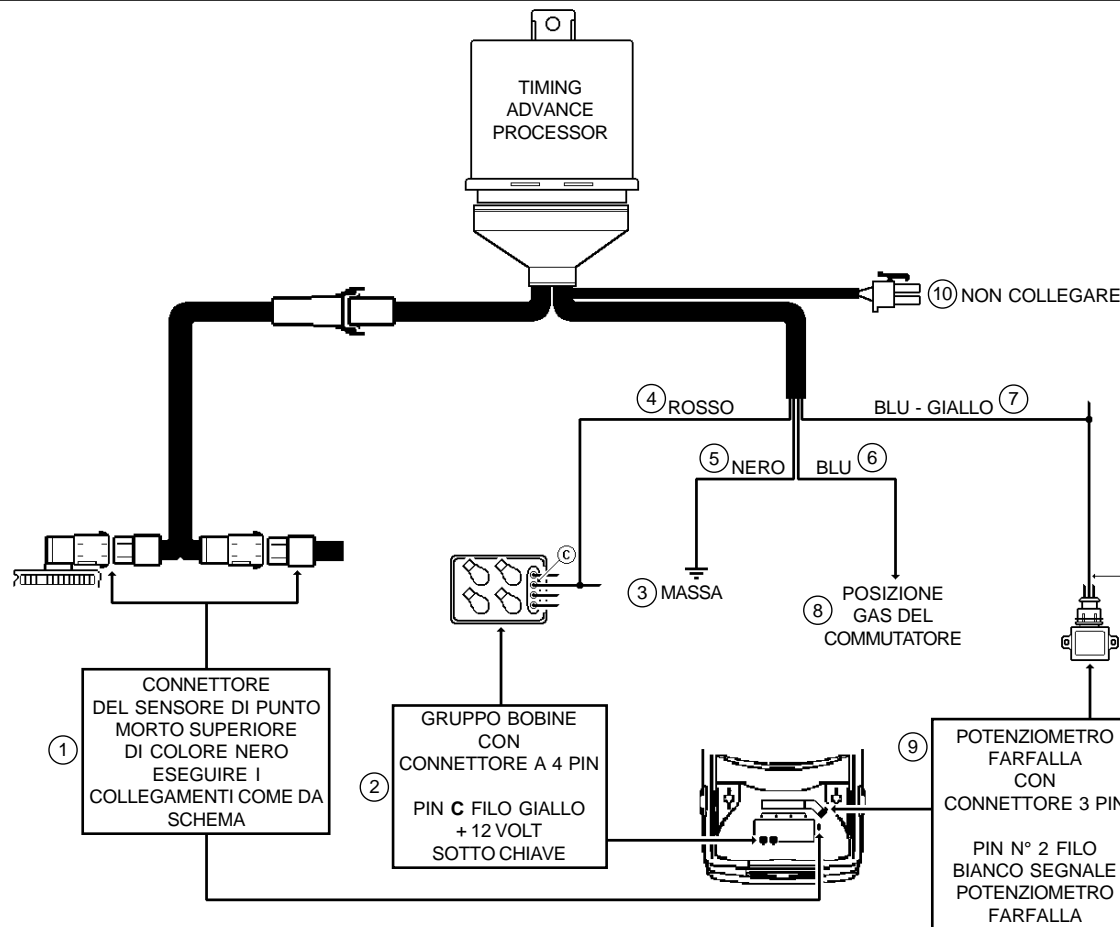 TIMING
ADVANCE
PROCESSOR
10 NON COLLEGARE
4 ROSSO
BLU - GIALLO 7
5 NERO
BLU 6
C
3 MASSA
8 POSIZIONE
GAS DEL
COMMUTATORE
1
CONNETTORE
DEL SENSORE DI PUNTO
MORTO SUPERIORE
DI COLORE NERO
ESEGUIRE I
COLLEGAMENTI COME DA
SCHEMA
2
GRUPPO BOBINE
CON
CONNETTORE A 4 PIN
PIN C FILO GIALLO
+ 12 VOLT
SOTTO CHIAVE
9
POTENZIOMETRO
FARFALLA
CON
CONNETTORE 3 PIN
PIN N° 2 FILO
BIANCO SEGNALE
POTENZIOMETRO
FARFALLA